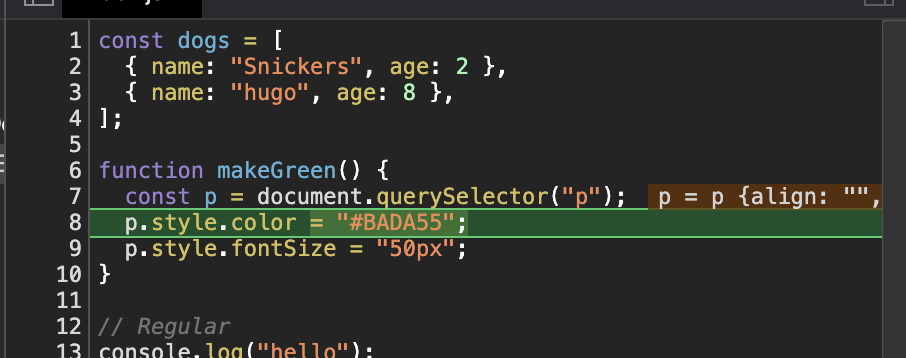 1 const dogs = [
2 { name: "Snickers", age: 2 },
3 { name: "hugo", age: 8 },
4 ];
5
6 function makeGreen() {
7 const p = document.querySelector("p"); p = p {align: "",
8 p.style.color = "#BADA55";
9 p.style.fontSize = "50px";
10 }
11
12 // Regular
13 console.log("hello");